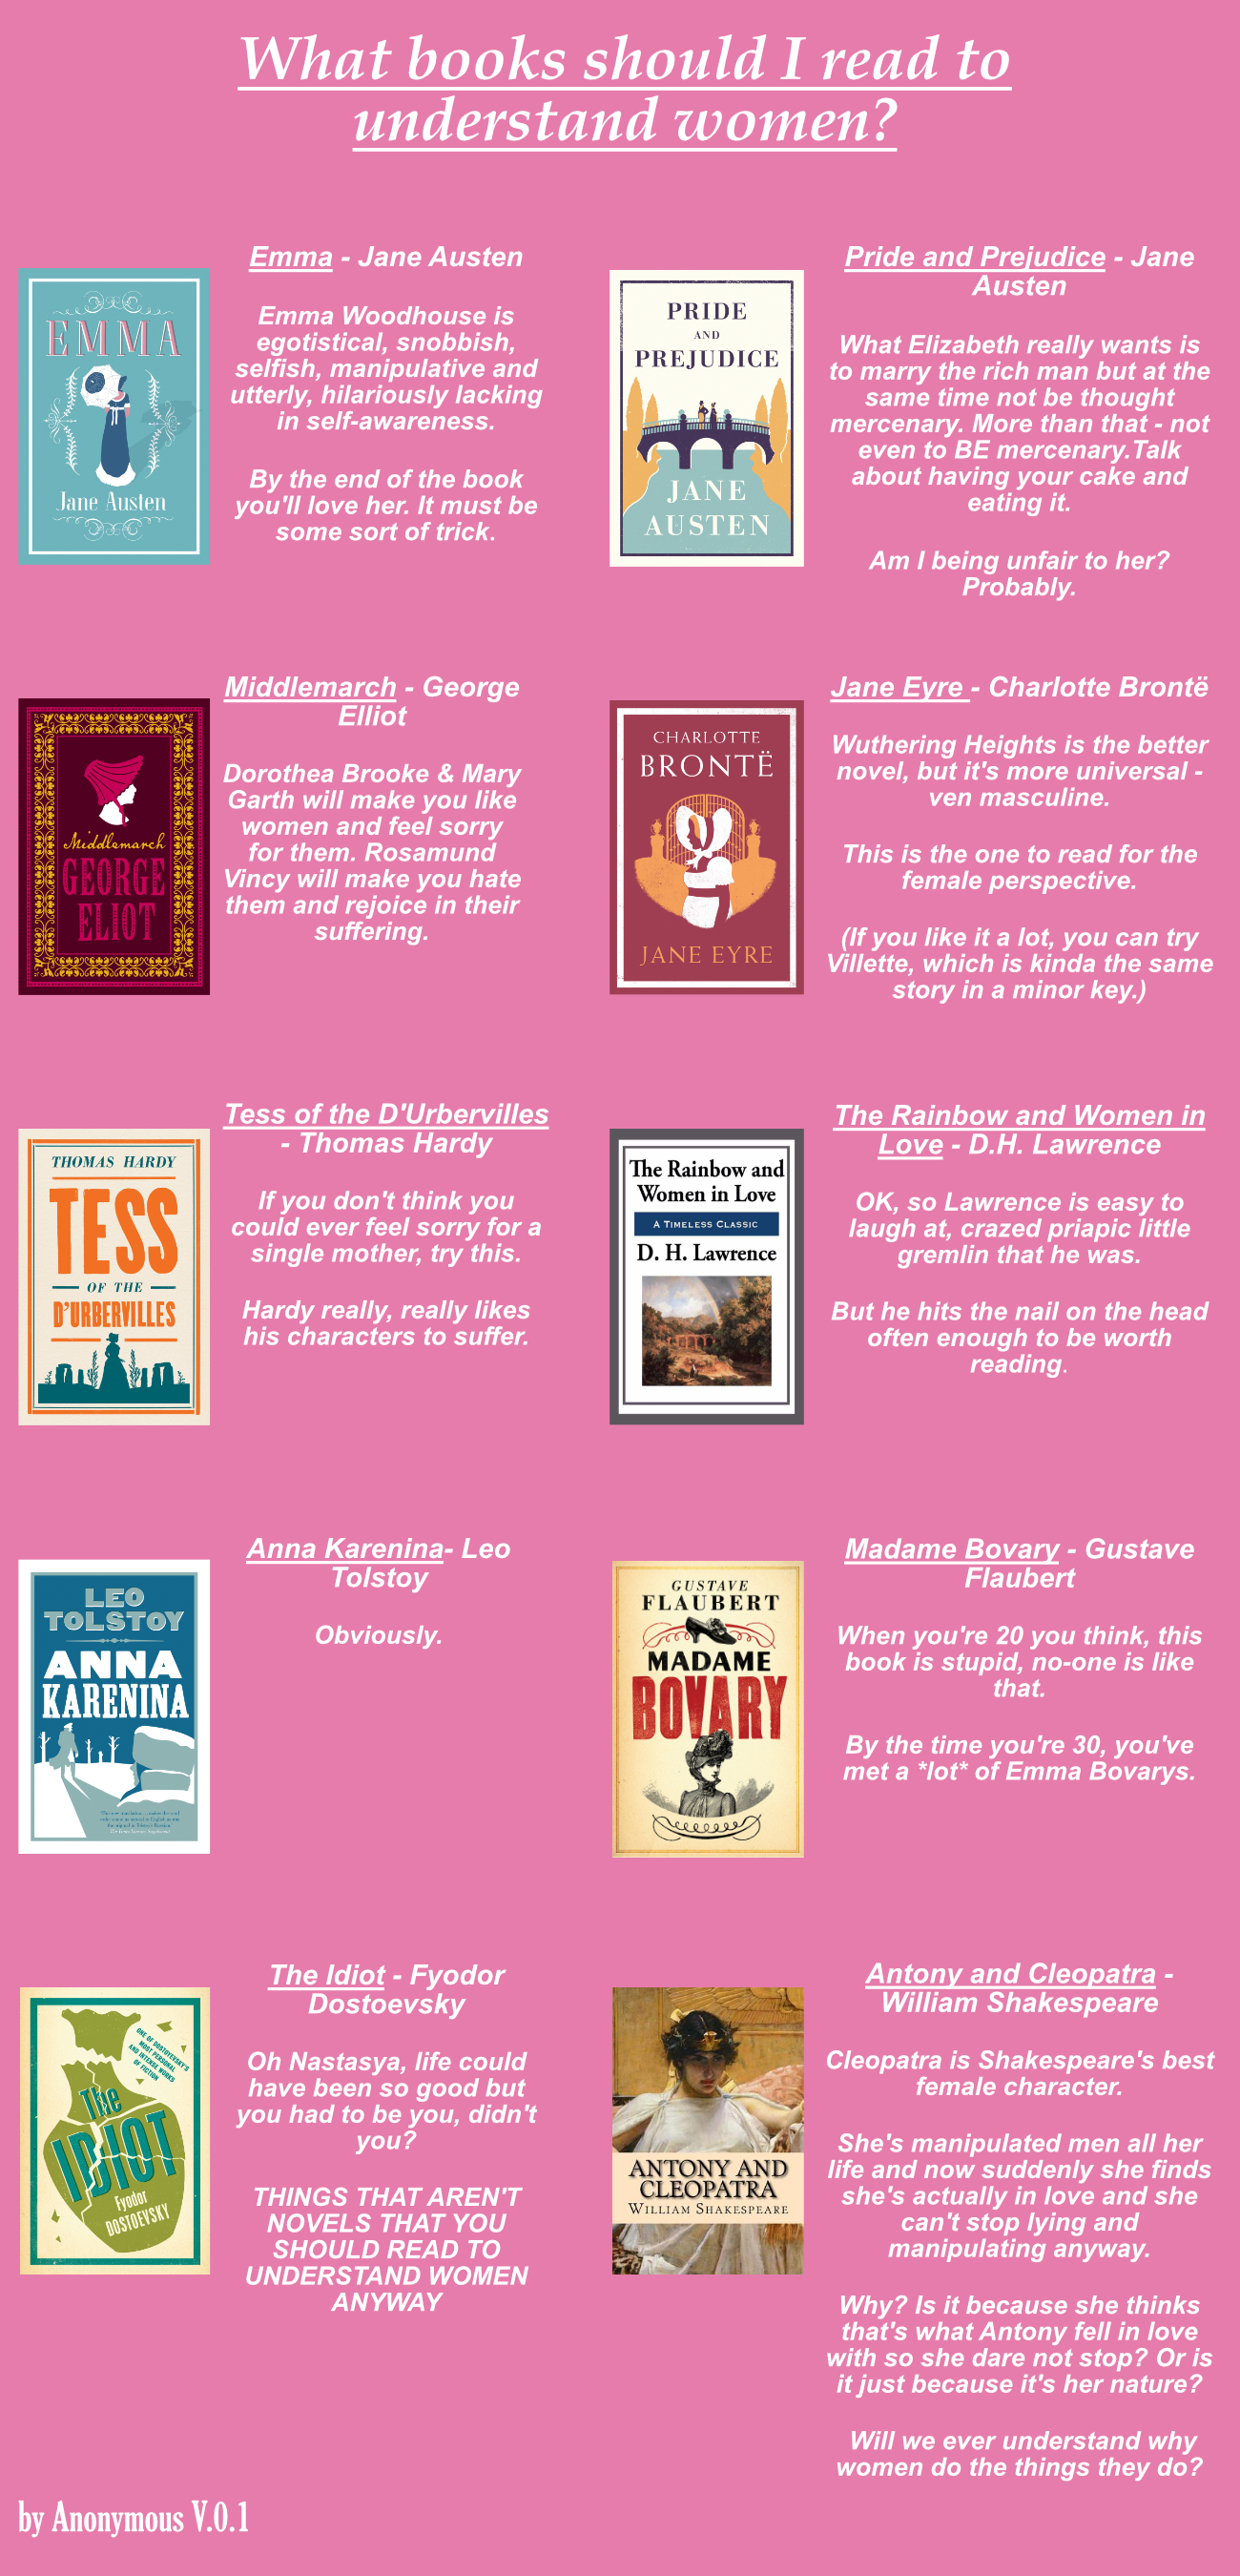 What books should I read to
understand women?
Emma - Jane Austen
Emma Woodhouse is
egotistical, snobbish,
selfish, manipulative and
utterly, hilariously lacking
in self-awareness.
By the end of the book
you'll love her. It must be
some sort of trick.
EMMA
Jane Austen
Pride and Prejudice - Jane
Austen
What Elizabeth really wants is
to marry the rich man but at the
same time not be thought
mercenary. More than that - not
even to BE mercenary.Talk
about having your cake and
eating it.
Am I being unfair to her?
Probably.
PRIDE
AND
PREJUDICE
JANE
AUSTEN
Middlemarch - George
Elliot
Dorothea Brooke & Mary
Garth will make you like
women and feel sorry
for them. Rosamund
Vincy will make you hate
them and rejoice in their
suffering.
Middlemarch
GEORGE
ELIOT
Jane Eyre - Charlotte Brontë
Wuthering Heights is the better
novel, but it's more universal -
ven masculine.
This is the one to read for the
female perspective.
(If you like it a lot, you can try
Villette, which is kinda the same
story in a minor key.)
CHARLOTTE
BRONTË
JANE EYRE
Tess of the D'Urbervilles
- Thomas Hardy
If you don't think you
could ever feel sorry for a
single mother, try this.
Hardy really, really likes
his characters to suffer.
THOMAS HARDY
TESS
OF THE
D'URBERVILLES
The Rainbow and Women in
Love - D.H. Lawrence
OK, so Lawrence is easy to
laugh at, crazed priapic little
gremlin that he was.
But he hits the nail on the head
often enough to be worth
reading.
The Rainbow and
Women in Love
A TIMELESS CLASSIC
D. H. Lawrence
Anna Karenina- Leo
Tolstoy
Obviously.
LEO
TOLSTOY
ANNA
KARENINA
Madame Bovary - Gustave
Flaubert
When you're 20 you think, this
book is stupid, no-one is like
that.
By the time you're 30, you've
met a *lot* of Emma Bovarys.
GUSTAVE
FLAUBERT
MADAME
BOVARY
The Idiot - Fyodor
Dostoevsky
Oh Nastasya, life could
have been so good but
you had to be you, didn't
you?
THINGS THAT AREN'T
NOVELS THAT YOU
SHOULD READ TO
UNDERSTAND WOMEN
ANYWAY
ONE OF DOSTOYEVSKY'S
MOST PERSONAL
AND INTENSE WORKS
OF FICTION
The
IDIOT
Fyodor
DOSTOEVSKY
Antony and Cleopatra -
William Shakespeare
Cleopatra is Shakespeare's best
female character.
She's manipulated men all her
life and now suddenly she finds
she's actually in love and she
can't stop lying and
manipulating anyway.
Why? Is it because she thinks
that's what Antony fell in love
with so she dare not stop? Or is
it just because it's her nature?
Will we ever understand why
women do the things they do?
ANTONY AND
CLEOPATRA
WILLIAM SHAKESPEARE
by Anonymous V.0.1